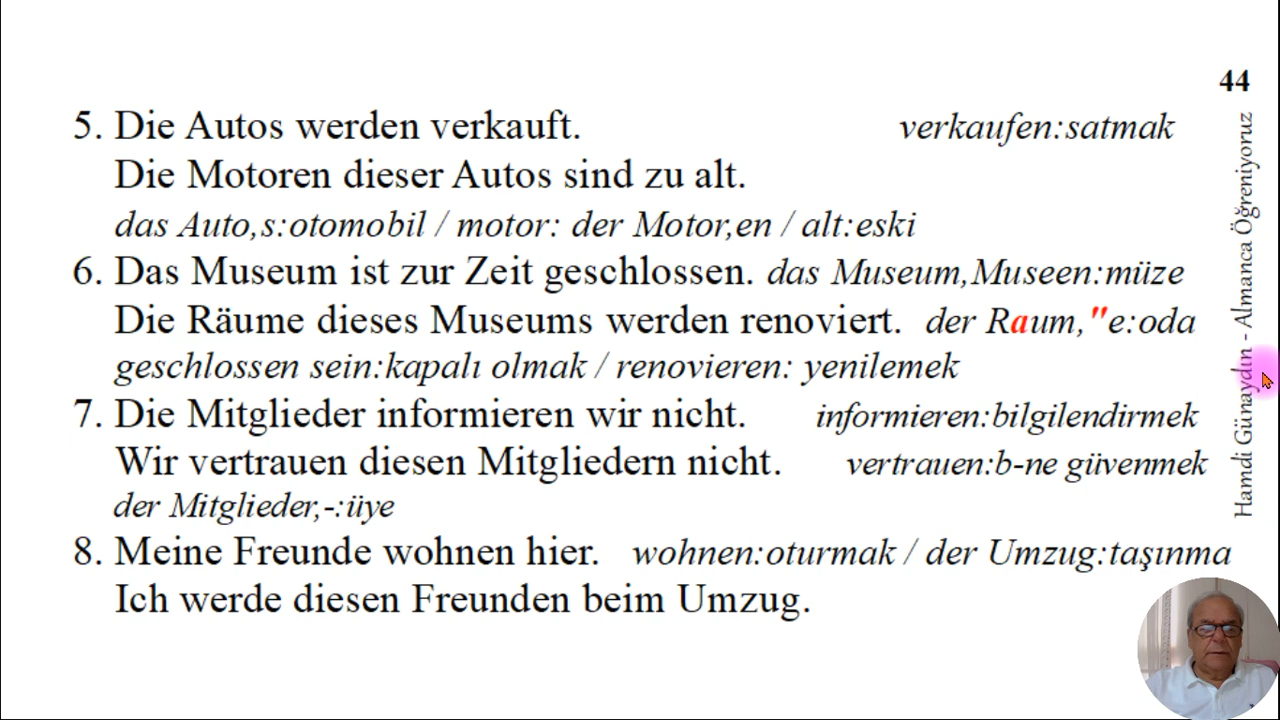 44
5. Die Autos werden verkauft. verkaufen:satmak
Die Motoren dieser Autos sind zu alt.
das Auto,s:otomobil / motor: der Motor,en / alt:eski
6. Das Museum ist zur Zeit geschlossen. das Museum,Museen:müze
Die Räume dieses Museums werden renoviert. der Raum,"e:oda
geschlossen sein:kapalı olmak / renovieren: yenilemek
7. Die Mitglieder informieren wir nicht. informieren:bilgilendirmek
Wir vertrauen diesen Mitgliedern nicht. vertrauen:b-ne güvenmek
der Mitglieder,-:üye
8. Meine Freunde wohnen hier. wohnen:oturmak / der Umzug:taşınma
Ich werde diesen Freunden beim Umzug.
Hamdi Günaydın - Almanca Öğreniyoruz